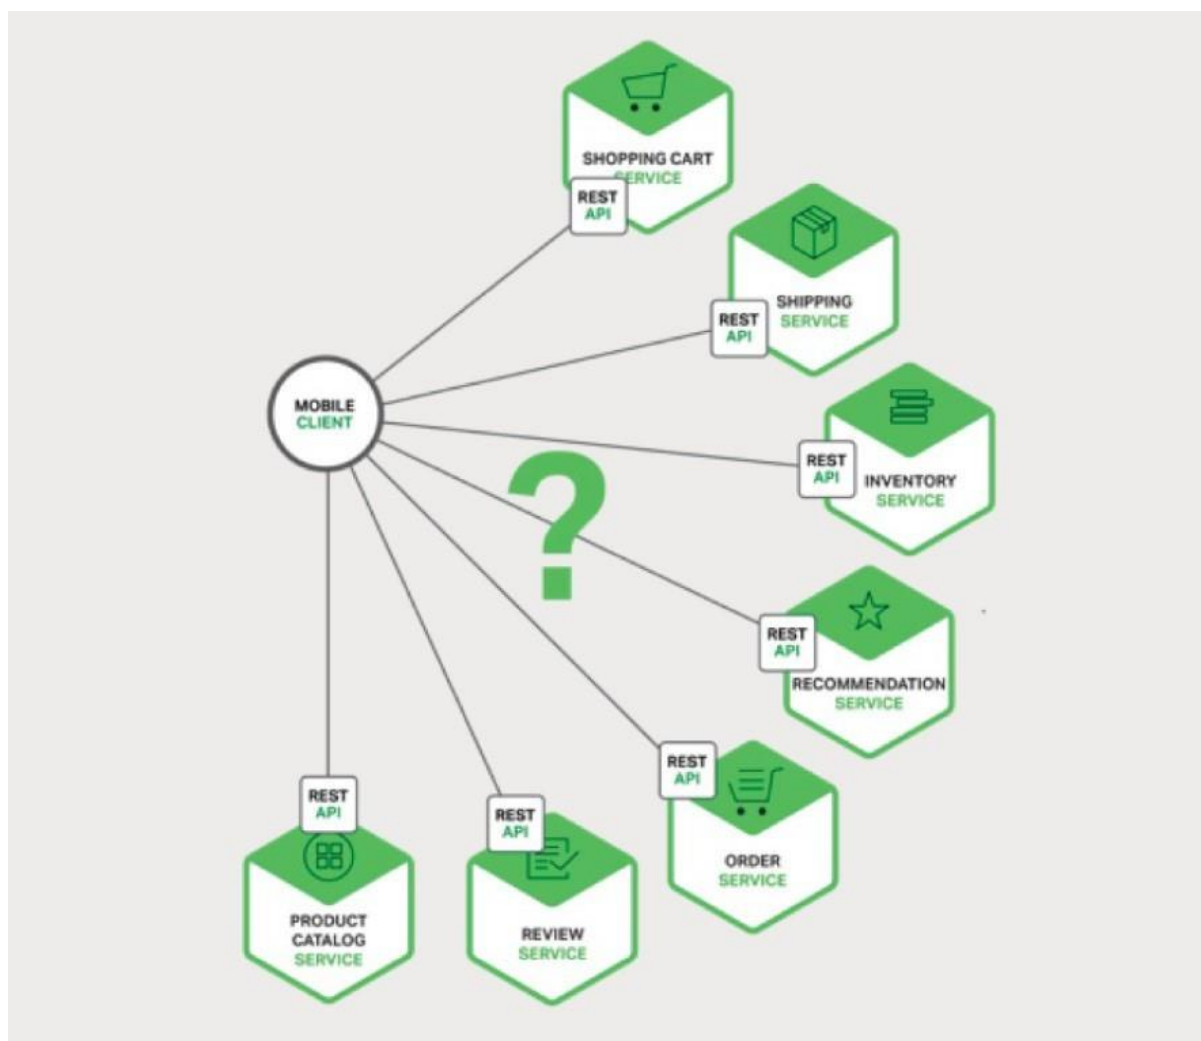 SHOPPING CART
SERVICE
REST
API
SHIPPING
SERVICE
REST
API
MOBILE
CLIENT
REST
API
INVENTORY
SERVICE
?
REST
API
RECOMMENDATION
SERVICE
REST
API
ORDER
SERVICE
REST
API
REVIEW
SERVICE
REST
API
PRODUCT
CATALOG
SERVICE